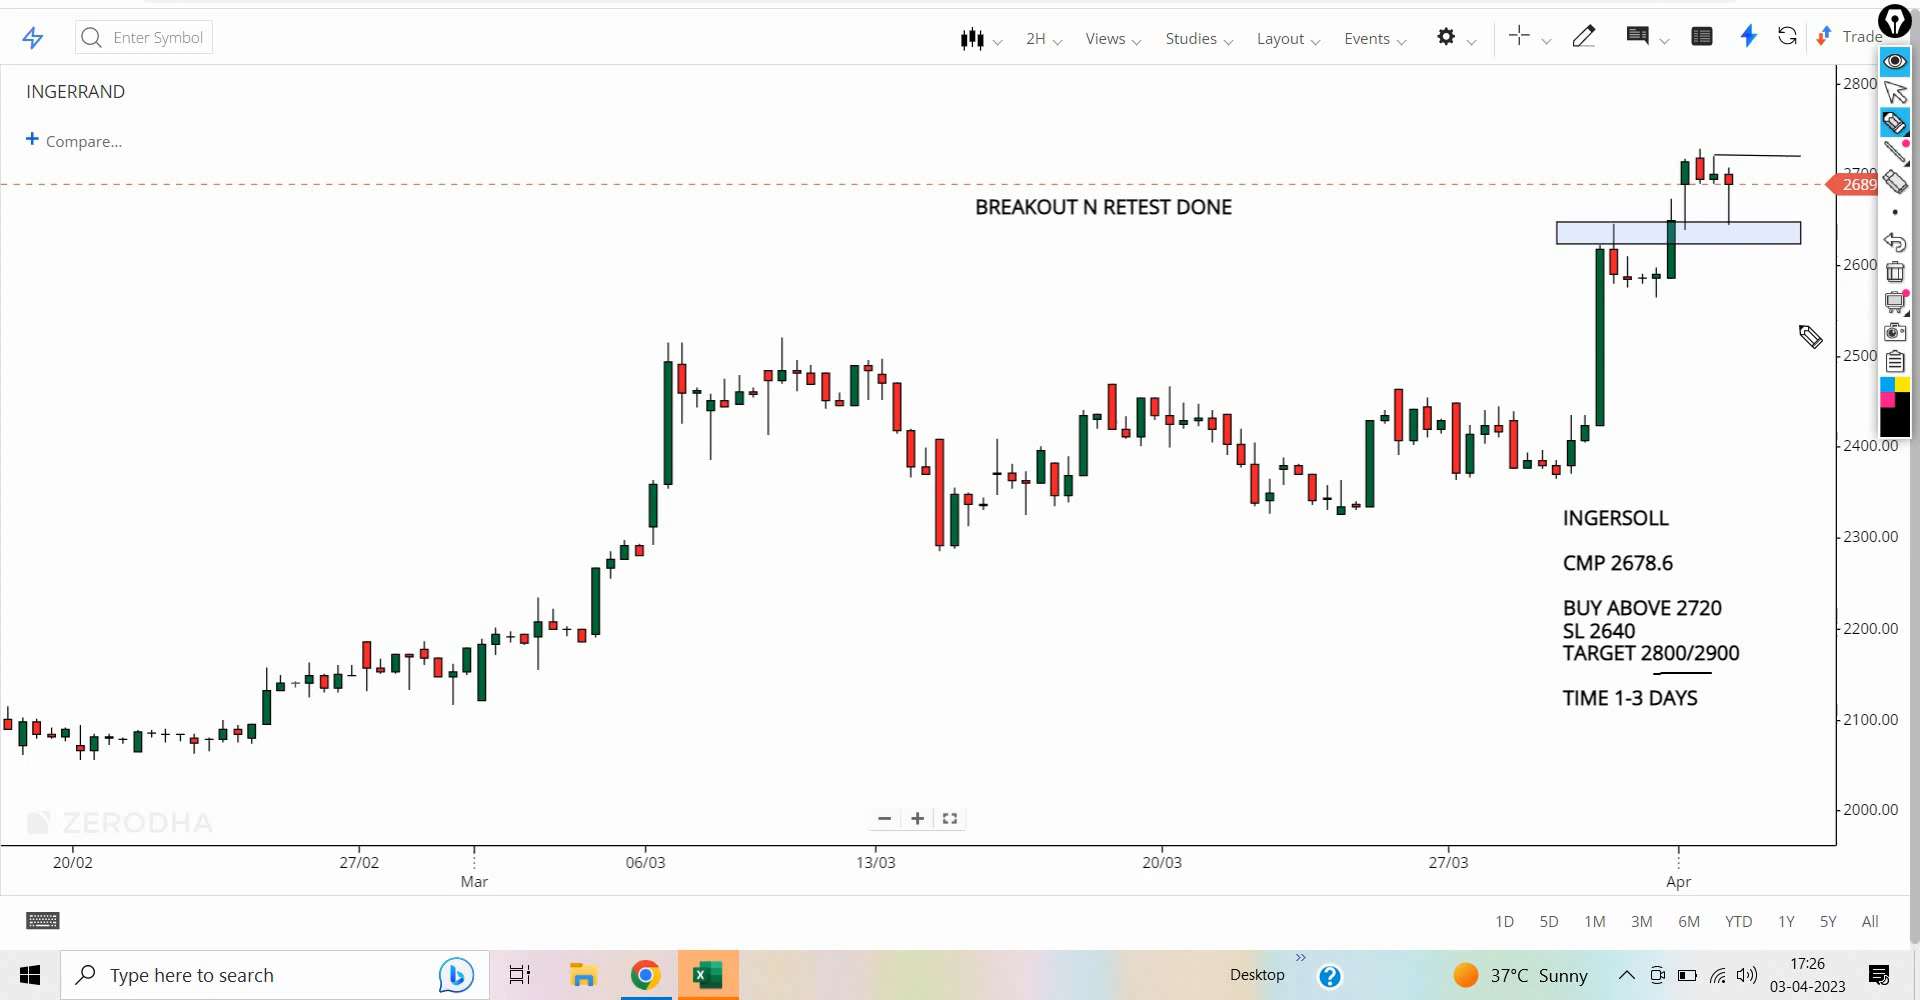 Enter Symbol
2H
Views
Studies
Layout
Events
Trade
INGERRAND
+ Compare...
2800
2689
BREAKOUT N RETEST DONE
2600
2500
2400.00
2300.00
2200.00
2100.00
2000.00
INGERSOLL
CMP 2678.6
BUY ABOVE 2720
SL 2640
TARGET 2800/2900
TIME 1-3 DAYS
ZERODHA
20/02
27/02
06/03
13/03
20/03
27/03
Mar
Apr
1D 5D 1M 3M 6M YTD 1Y 5Y All
Type here to search
Desktop
37°C Sunny
17:26
03-04-2023